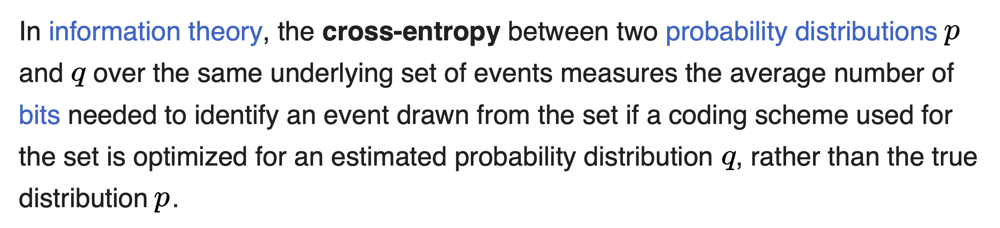 In information theory, the cross-entropy between two probability distributions p
and q over the same underlying set of events measures the average number of
bits needed to identify an event drawn from the set if a coding scheme used for
the set is optimized for an estimated probability distribution q, rather than the true
distribution p.